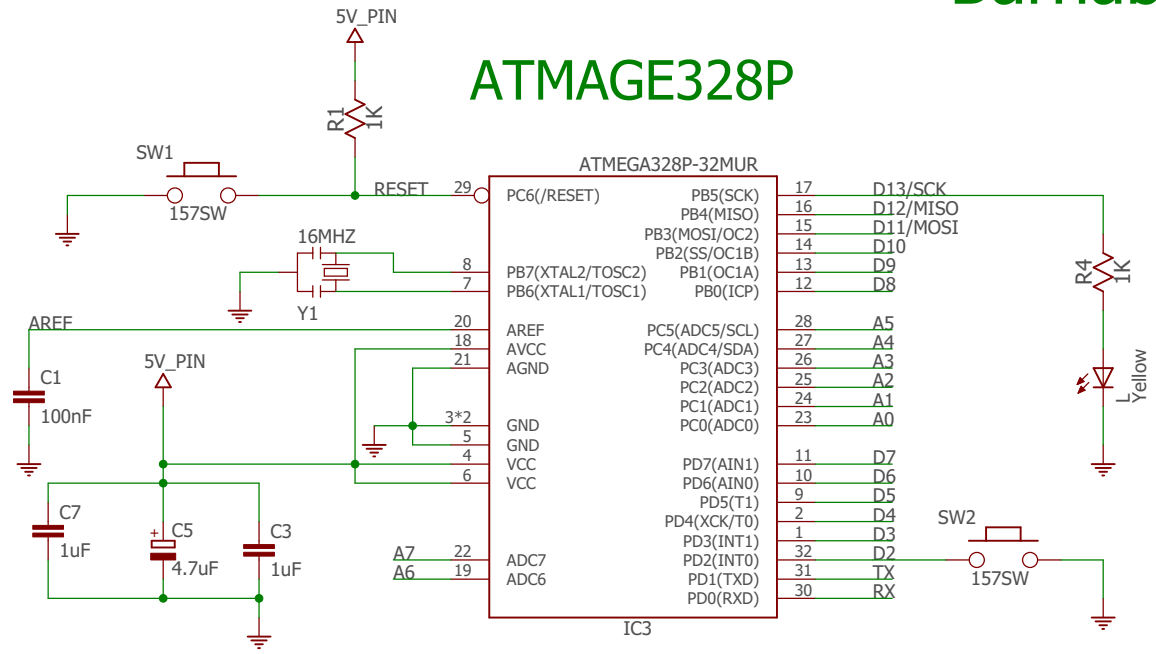 5V_PIN
ATMAGE328P
R1
1K
SW1
157SW
RESET
ATMEGA328P-32MUR
29 PC6(/RESET)
PB5(SCK) 17 D13/SCK
PB4(MISO) 16 D12/MISO
PB3(MOSI/OC2) 15 D11/MOSI
PB2(SS/OC1B) 14 D10
PB1(OC1A) 13 D9
PB0(ICP) 12 D8
16MHZ
Y1
8 PB7(XTAL2/TOSC2)
7 PB6(XTAL1/TOSC1)
AREF 20 AREF
18 AVCC
21 AGND
3*2 GND
5 GND
4 VCC
6 VCC
A7 22 ADC7
A6 19 ADC6
PC5(ADC5/SCL) 28 A5
PC4(ADC4/SDA) 27 A4
PC3(ADC3) 26 A3
PC2(ADC2) 25 A2
PC1(ADC1) 24 A1
PC0(ADC0) 23 A0
PD7(AIN1) 11 D7
PD6(AIN0) 10 D6
PD5(T1) 9 D5
PD4(XCK/T0) 2 D4
PD3(INT1) 1 D3
PD2(INT0) 32 D2
PD1(TXD) 31 TX
PD0(RXD) 30 RX
IC3
C1
100nF
5V_PIN
C7
1uF
C5
+
4.7uF
C3
1uF
R4
1K
L
Yellow
SW2
157SW